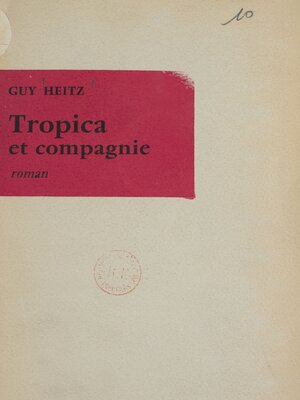 10
GUY HEITZ
Tropica
et compagnie
roman